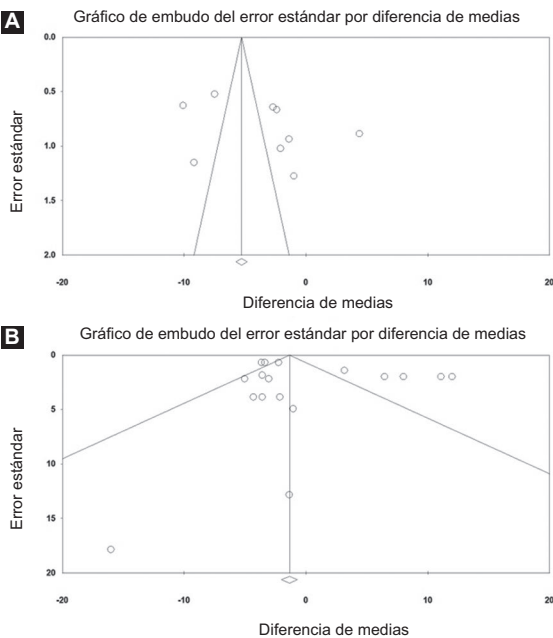 A
Gráfico de embudo del error estándar por diferencia de medias
Error estándar
0.0
0.5
1.0
1.5
2.0
-20 -10 0 10 20
Diferencia de medias
B
Gráfico de embudo del error estándar por diferencia de medias
Error estándar
0
5
10
15
20
-20 -10 0 10 20
Diferencia de medias